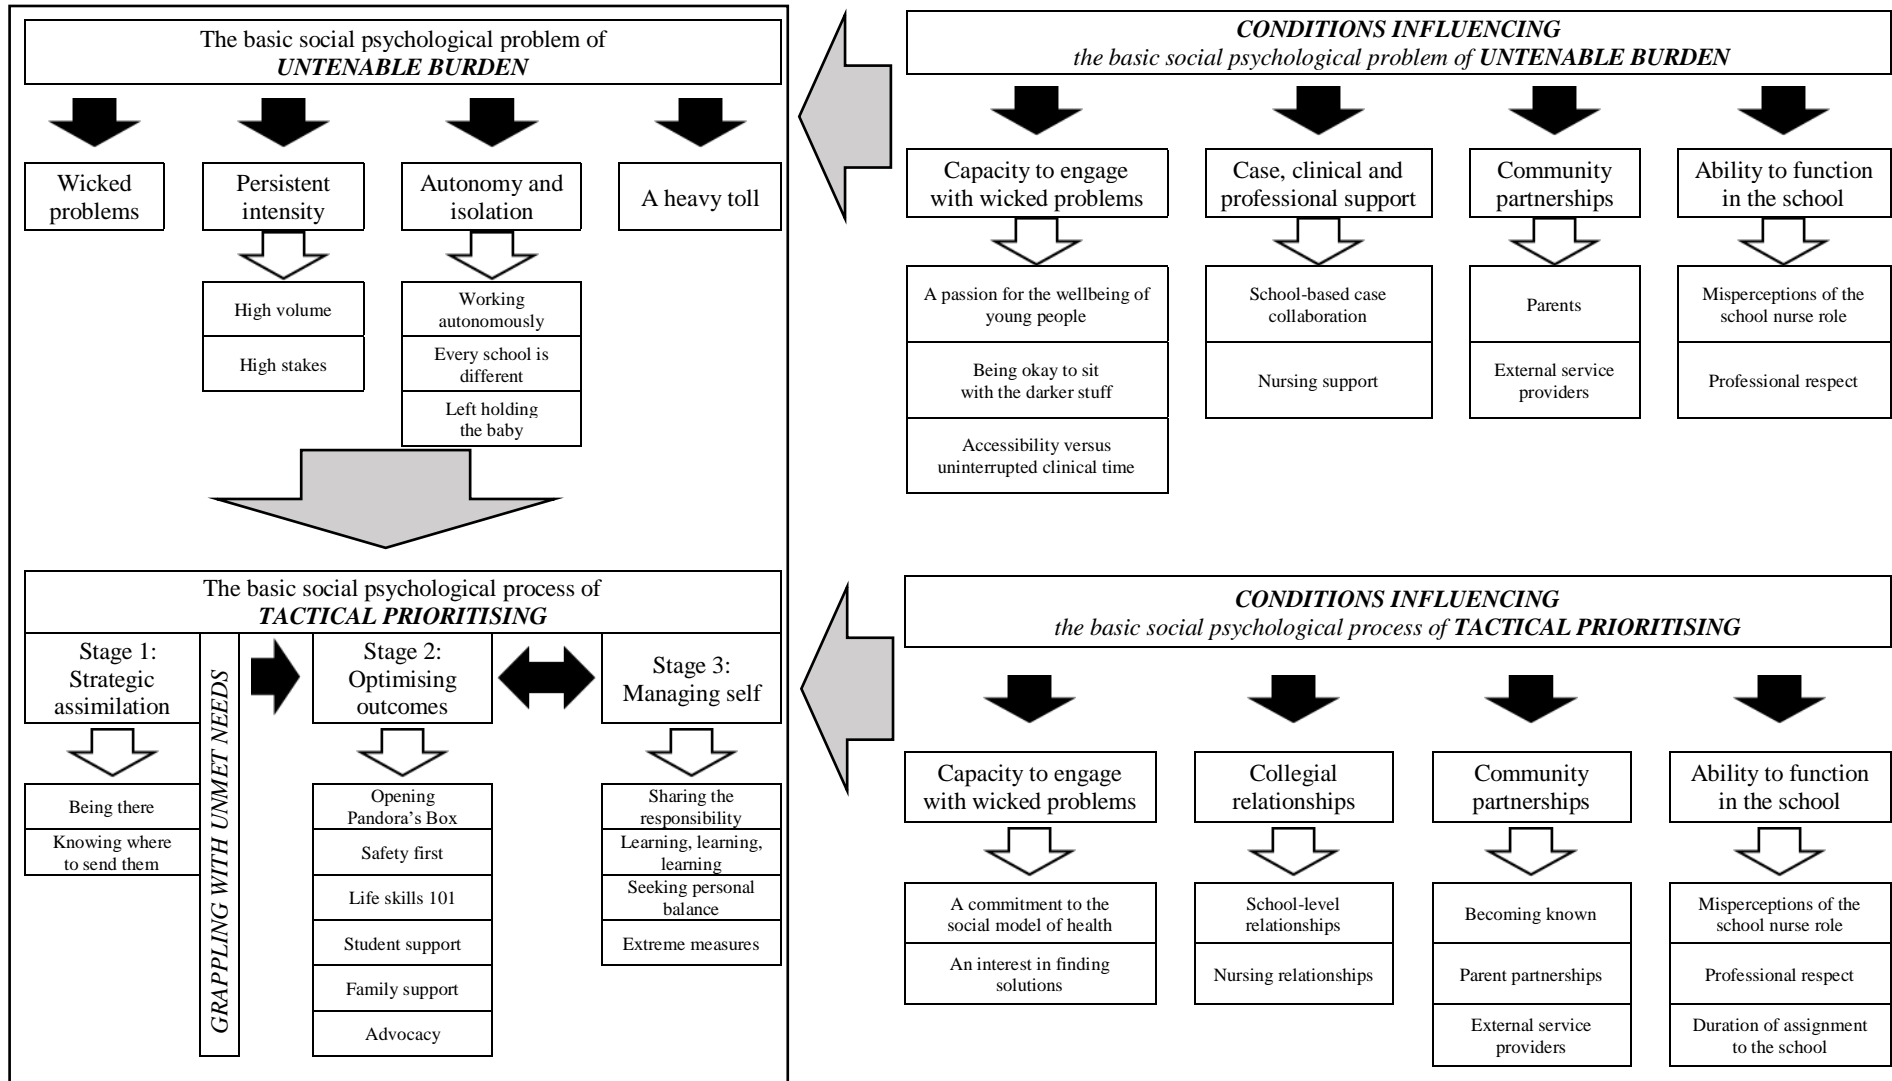 The basic social psychological problem of
UNTENABLE BURDEN
Wicked
problems
Persistent
intensity
High volume
High stakes
Autonomy and
isolation
Working
autonomously
Every school is
different
Left holding
the baby
A heavy toll
CONDITIONS INFLUENCING
the basic social psychological problem of UNTENABLE BURDEN
Capacity to engage
with wicked problems
A passion for the wellbeing of
young people
Being okay to sit
with the darker stuff
Accessibility versus
uninterrupted clinical time
Case, clinical and
professional support
School-based case
collaboration
Nursing support
Community
partnerships
Parents
External service
providers
Ability to function
in the school
Misperceptions of the
school nurse role
Professional respect
The basic social psychological process of
TACTICAL PRIORITISING
Stage 1:
Strategic
assimilation
Being there
Knowing where
to send them
GRAPPLING WITH UNMET NEEDS
Stage 2:
Optimising
outcomes
Opening
Pandora's Box
Safety first
Life skills 101
Student support
Family support
Advocacy
Stage 3:
Managing self
Sharing the
responsibility
Learning, learning,
learning
Seeking personal
balance
Extreme measures
CONDITIONS INFLUENCING
the basic social psychological process of TACTICAL PRIORITISING
Capacity to engage
with wicked problems
A commitment to the
social model of health
An interest in finding
solutions
Collegial
relationships
School-level
relationships
Nursing relationships
Community
partnerships
Becoming known
Parent partnerships
External service
providers
Ability to function
in the school
Misperceptions of the
school nurse role
Professional respect
Duration of assignment
to the school